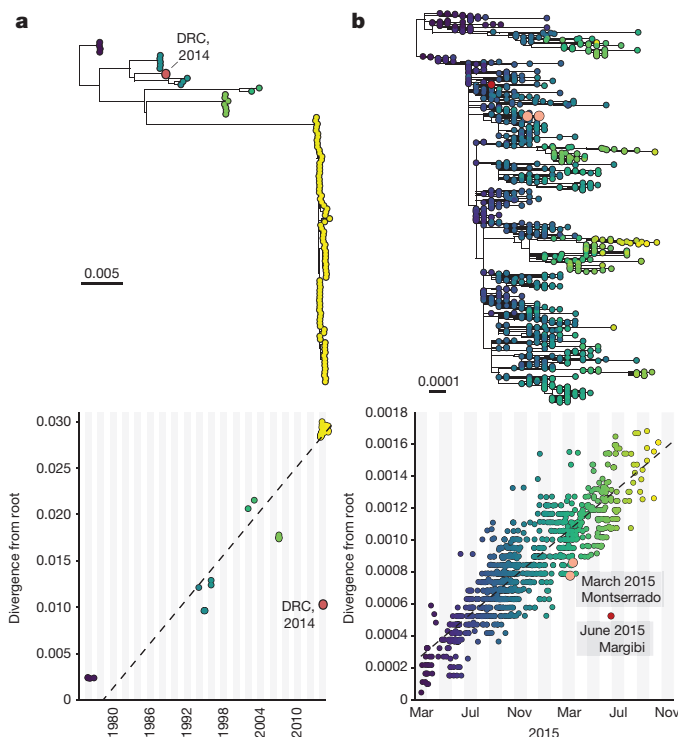 a
b
DRC,
2014
0.005
0.0001
Divergence from root
0.030
0.025
0.020
0.015
0.010
0.005
0
DRC,
2014
1980
1986
1992
1998
2004
2010
Divergence from root
0.0018
0.0016
0.0014
0.0012
0.0010
0.0008
0.0006
0.0004
0.0002
0
March 2015
Montserrado
June 2015
Margibi
Mar
Jul
Nov
Mar
Jul
Nov
2015